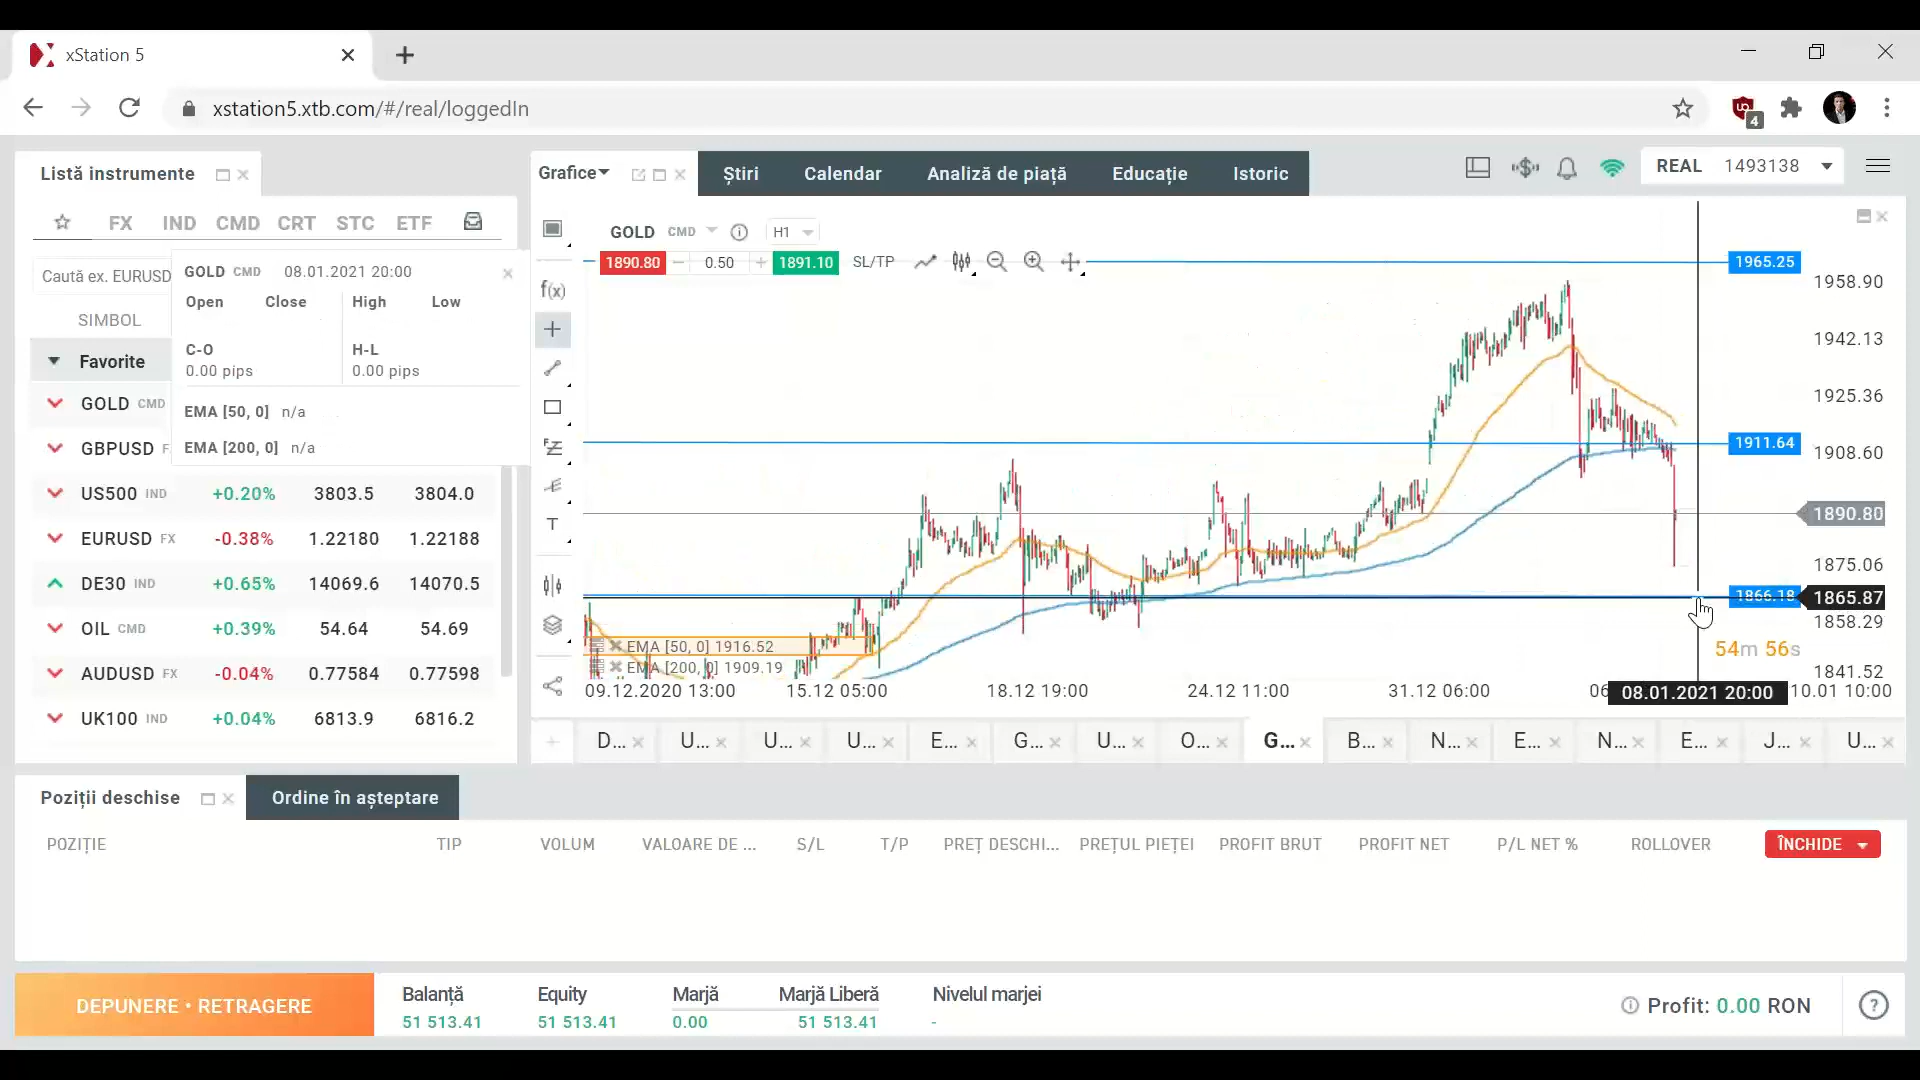 xStation 5
xstation5.xtb.com/#/real/loggedIn
4
Listă instrumente
Grafice
Știri
Calendar
Analiză de piață
Educație
Istoric
REAL 1493138
FX IND CMD CRT STC ETF
Caută ex. EURUSD
SIMBOL
Favorite
GOLD CMD 08.01.2021 20:00
Open Close High Low
C-O H-L
0.00 pips 0.00 pips
EMA [50, 0] n/a
EMA [200, 0] n/a
GOLD CMD
GBPUSD F
US500 IND +0.20% 3803.5 3804.0
EURUSD FX -0.38% 1.22180 1.22188
DE30 IND +0.65% 14069.6 14070.5
OIL CMD +0.39% 54.64 54.69
AUDUSD FX -0.04% 0.77584 0.77598
UK100 IND +0.04% 6813.9 6816.2
GOLD CMD H1
1890.80 0.50 1891.10 SL/TP
f(x)
T
1965.25
1958.90
1942.13
1925.36
1911.64
1908.60
1890.80
1875.06
1866.18
1865.87
1858.29
54m 56s
1841.52
EMA [50, 0] 1916.52
EMA [200, 0] 1909.19
09.12.2020 13:00 15.12 05:00 18.12 19:00 24.12 11:00 31.12 06:00 06 08.01.2021 20:00 10.01 10:00
D... U... U... U... E... G... U... O... G... B... N... E... N... E... J... U...
Poziții deschise
Ordine în așteptare
POZIȚIE TIP VOLUM VALOARE DE ... S/L T/P PREȚ DESCHI... PREȚUL PIEȚEI PROFIT BRUT PROFIT NET P/L NET % ROLLOVER ÎNCHIDE
DEPUNERE • RETRAGERE
Balanță Equity Marjă Marjă Liberă Nivelul marjei
51 513.41 51 513.41 0.00 51 513.41 -
Profit: 0.00 RON
?